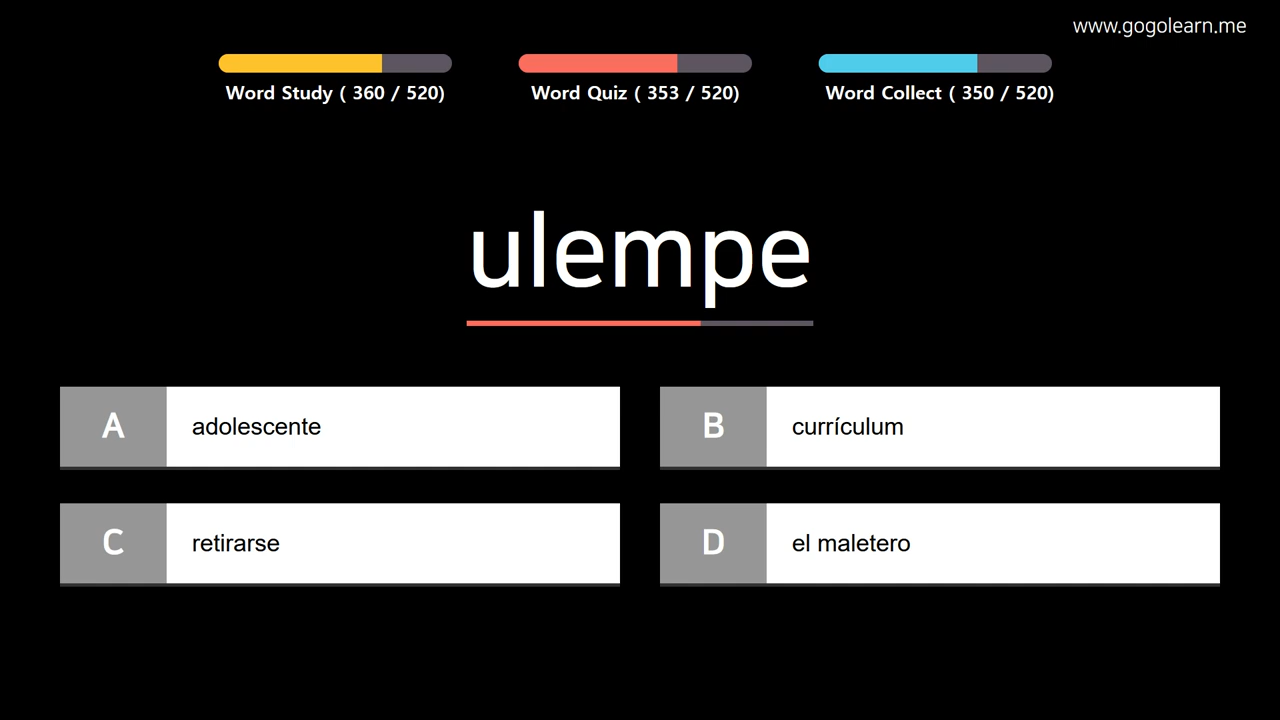 www.gogolearn.me
Word Study ( 360 / 520)
Word Quiz ( 353 / 520)
Word Collect ( 350 / 520)
ulempe
A adolescente
B currículum
C retirarse
D el maletero